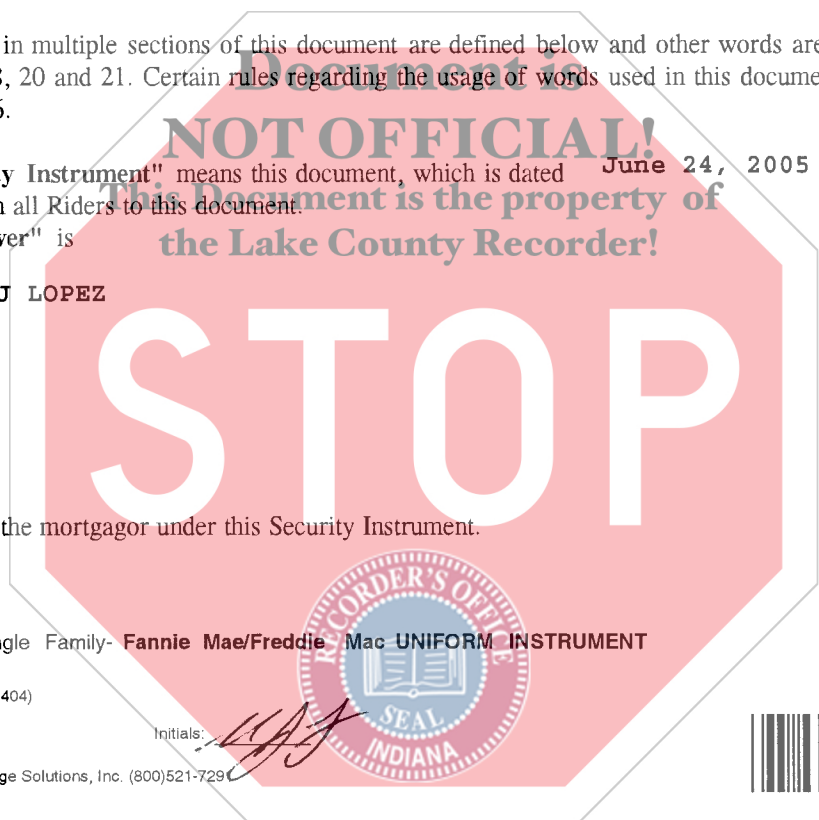 in multiple sections of this document are defined below and other words are
, 20 and 21. Certain rules regarding the usage of words used in this docume
Document is
NOT OFFICIAL!
y Instrument" means this document, which is dated June 24, 2005
all Riders to this document.
This Document is the property of
er" is
the Lake County Recorder!
J LOPEZ
STOP
the mortgagor under this Security Instrument.
RECORDER'S OFFICE
gle Family- Fannie Mae/Freddie Mac UNIFORM INSTRUMENT
404)
SEAL
INDIANA
Initials:
ge Solutions, Inc. (800)521-729